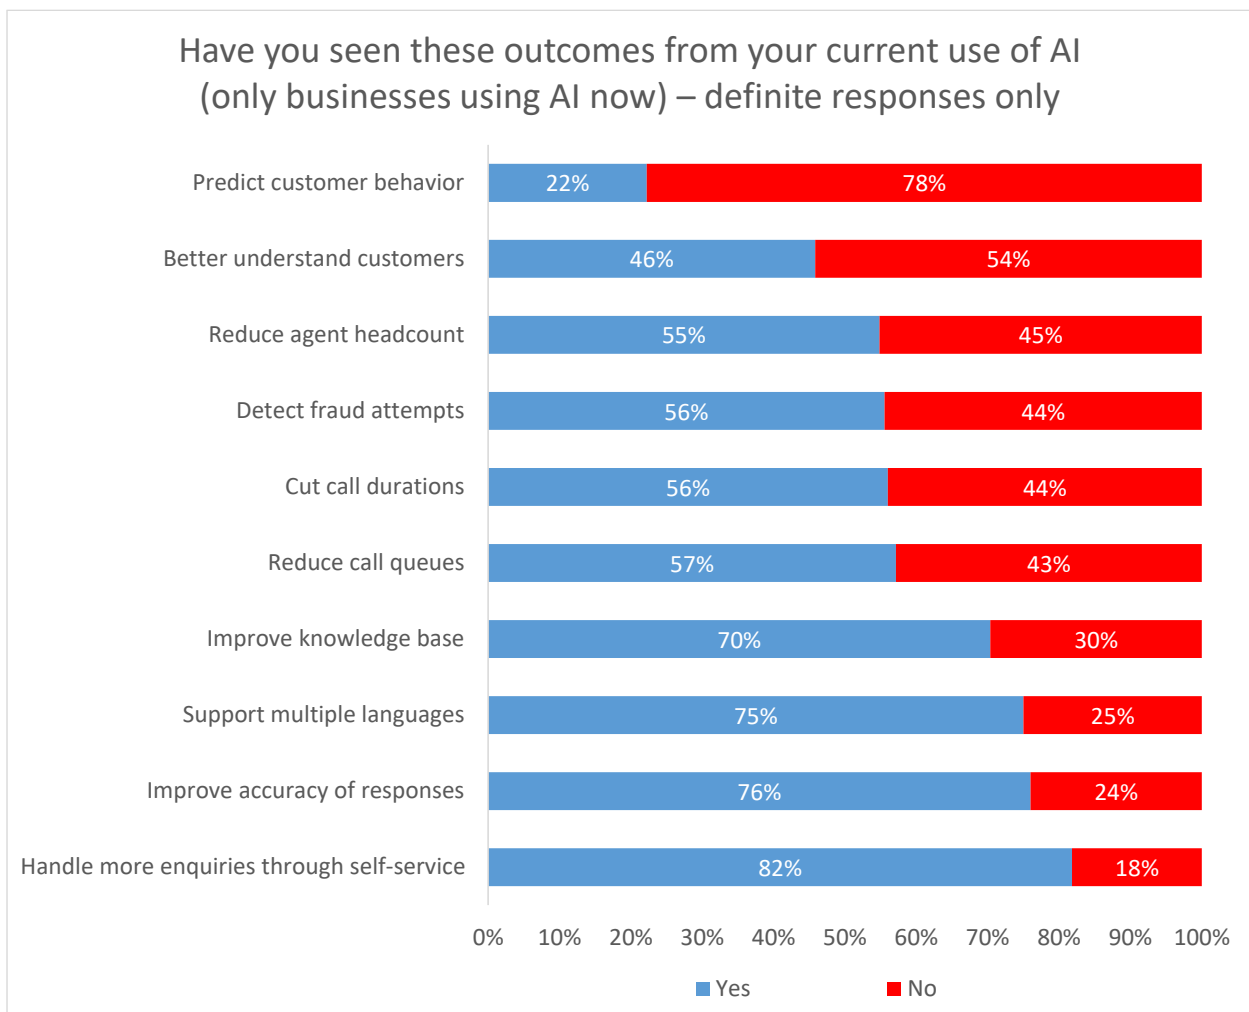 Have you seen these outcomes from your current use of AI
(only businesses using AI now) – definite responses only
Predict customer behavior 22% 78%
Better understand customers 46% 54%
Reduce agent headcount 55% 45%
Detect fraud attempts 56% 44%
Cut call durations 56% 44%
Reduce call queues 57% 43%
Improve knowledge base 70% 30%
Support multiple languages 75% 25%
Improve accuracy of responses 76% 24%
Handle more enquiries through self-service 82% 18%
0% 10% 20% 30% 40% 50% 60% 70% 80% 90% 100%
Yes No